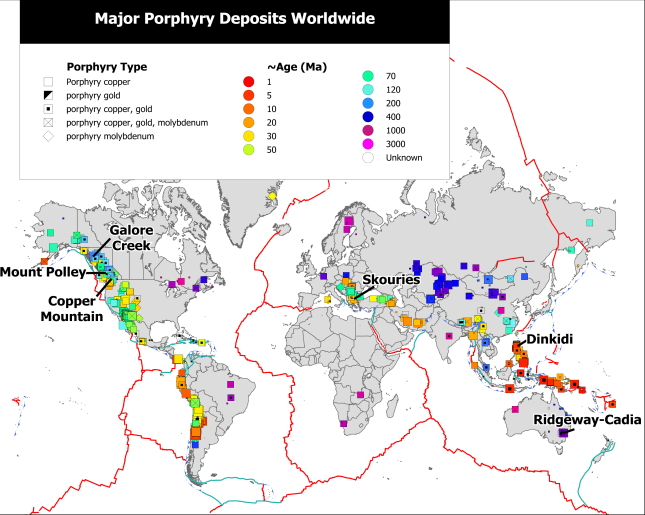 Major Porphyry Deposits Worldwide
Porphyry Type
Porphyry copper
porphyry gold
porphyry copper, gold
porphyry copper, gold, molybdenum
porphyry molybdenum
~Age (Ma)
1
5
10
20
30
50
70
120
200
400
1000
3000
Unknown
Galore
Creek
Mount Polley
Copper
Mountain
Skouries
Dinkidi
Ridgeway-Cadia